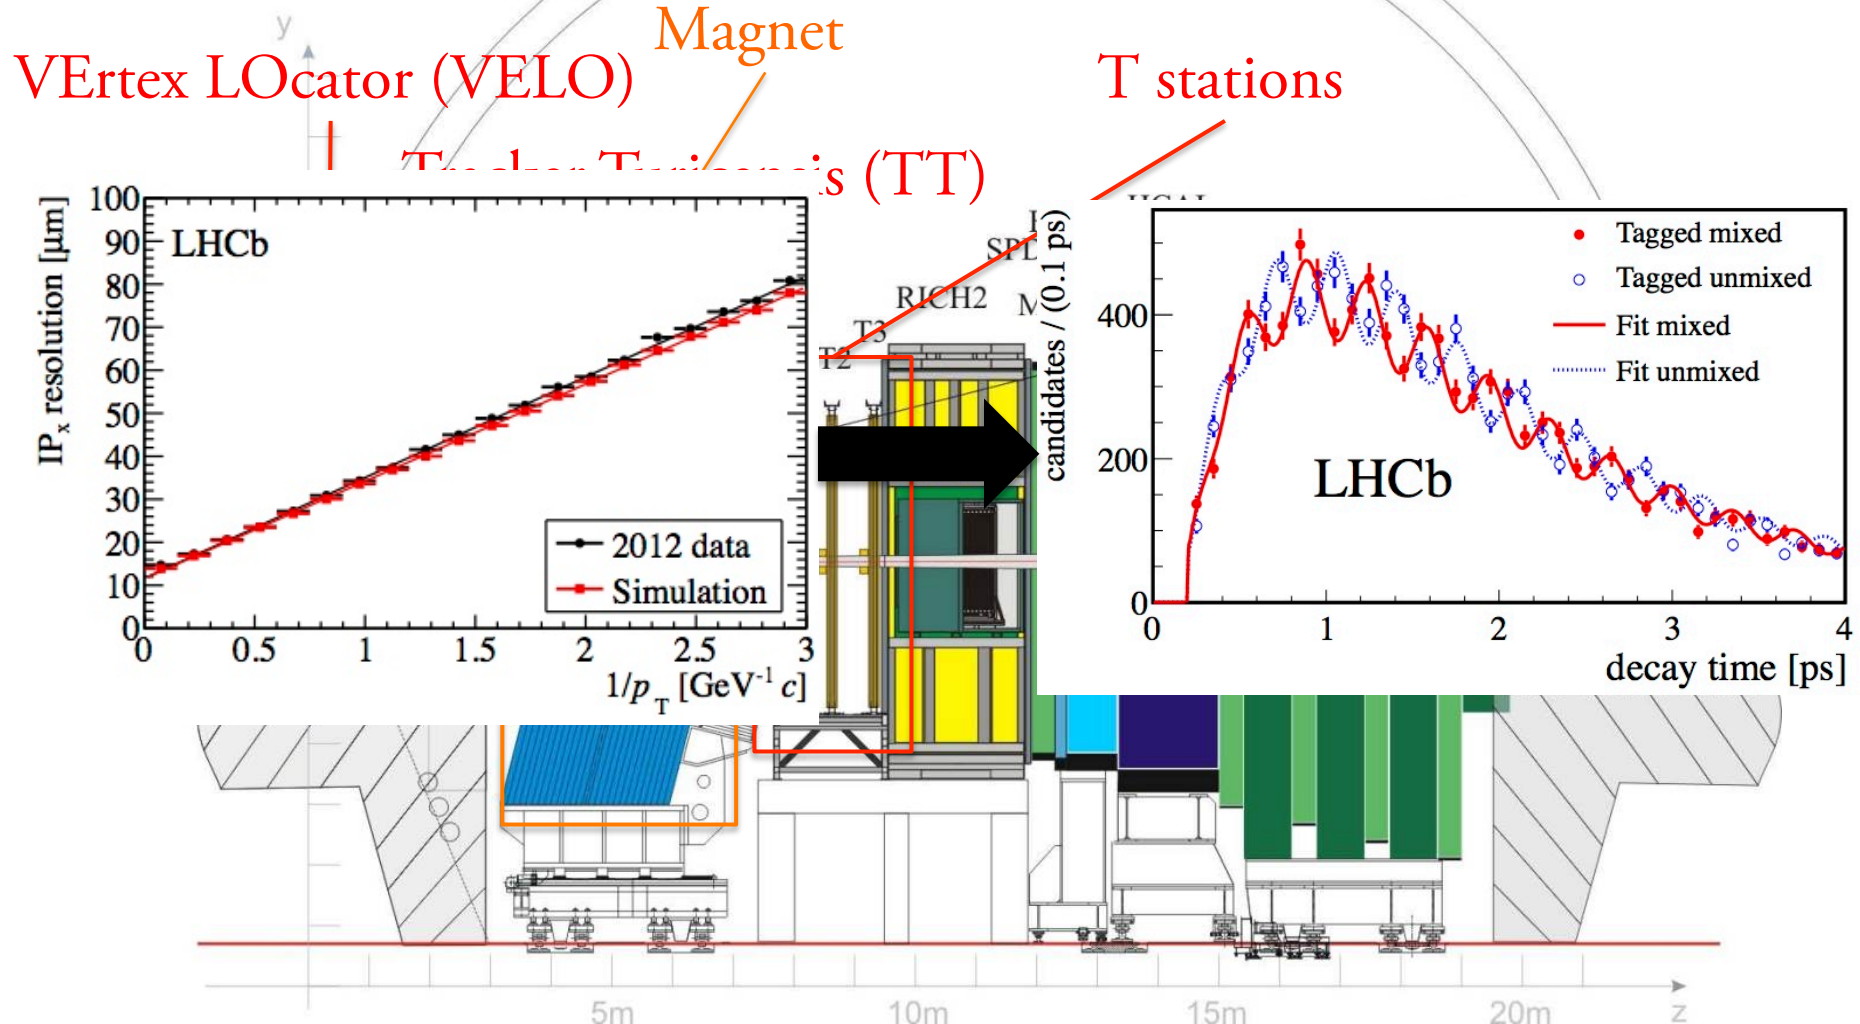 y
Magnet
VErtex LOcator (VELO)
T stations
(TT)
RICH2
T3
T2
IPx resolution [μm]
100
90
80
70
60
50
40
30
20
10
0
LHCb
2012 data
Simulation
0 0.5 1 1.5 2 2.5 3
1/pT [GeV-1 c]
candidates / (0.1 ps)
400
200
0
Tagged mixed
Tagged unmixed
Fit mixed
Fit unmixed
LHCb
0 1 2 3 4
decay time [ps]
5m 10m 15m 20m z